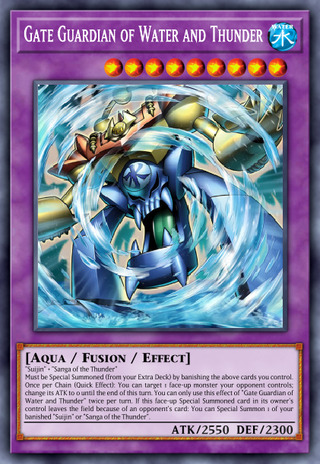 Gate Guardian of Water and Thunder
WATER
水
[Aqua / Fusion / Effect]
"Suijin" + "Sanga of the Thunder"
Must be Special Summoned (from your Extra Deck) by banishing the above cards you control.
Once per Chain (Quick Effect): You can target 1 face-up monster your opponent controls;
change its ATK to 0 until the end of this turn. You can only use this effect of "Gate Guardian of
Water and Thunder" twice per turn. If this face-up Special Summoned card in its owner's
control leaves the field because of an opponent's card: You can Special Summon 1 of your
banished "Suijin" or "Sanga of the Thunder".
ATK/2550 DEF/2300